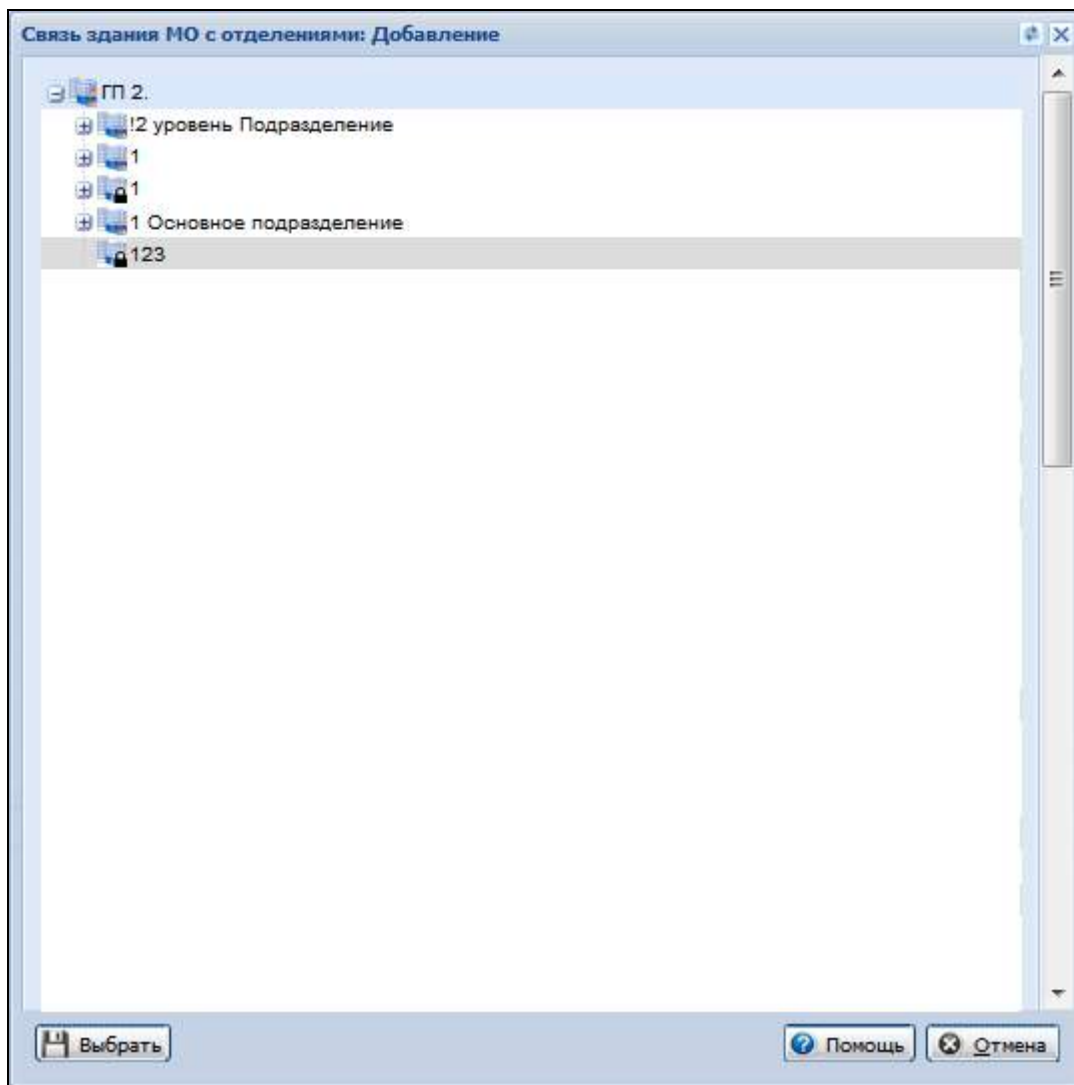 Связь здания МО с отделениями: Добавление
ГП 2.
!2 уровень Подразделение
1
1
1 Основное подразделение
123
Выбрать
Помощь
Отмена